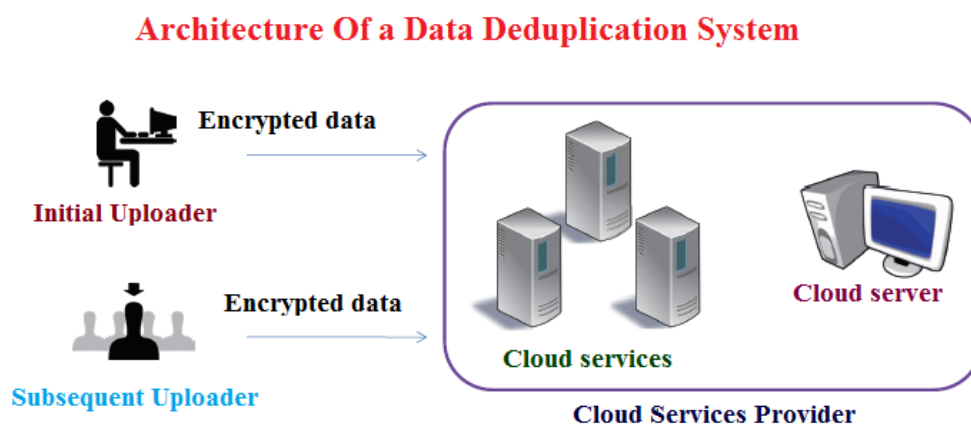 Architecture Of a Data Deduplication System
Encrypted data
Initial Uploader
Encrypted data
Subsequent Uploader
Cloud services
Cloud server
Cloud Services Provider